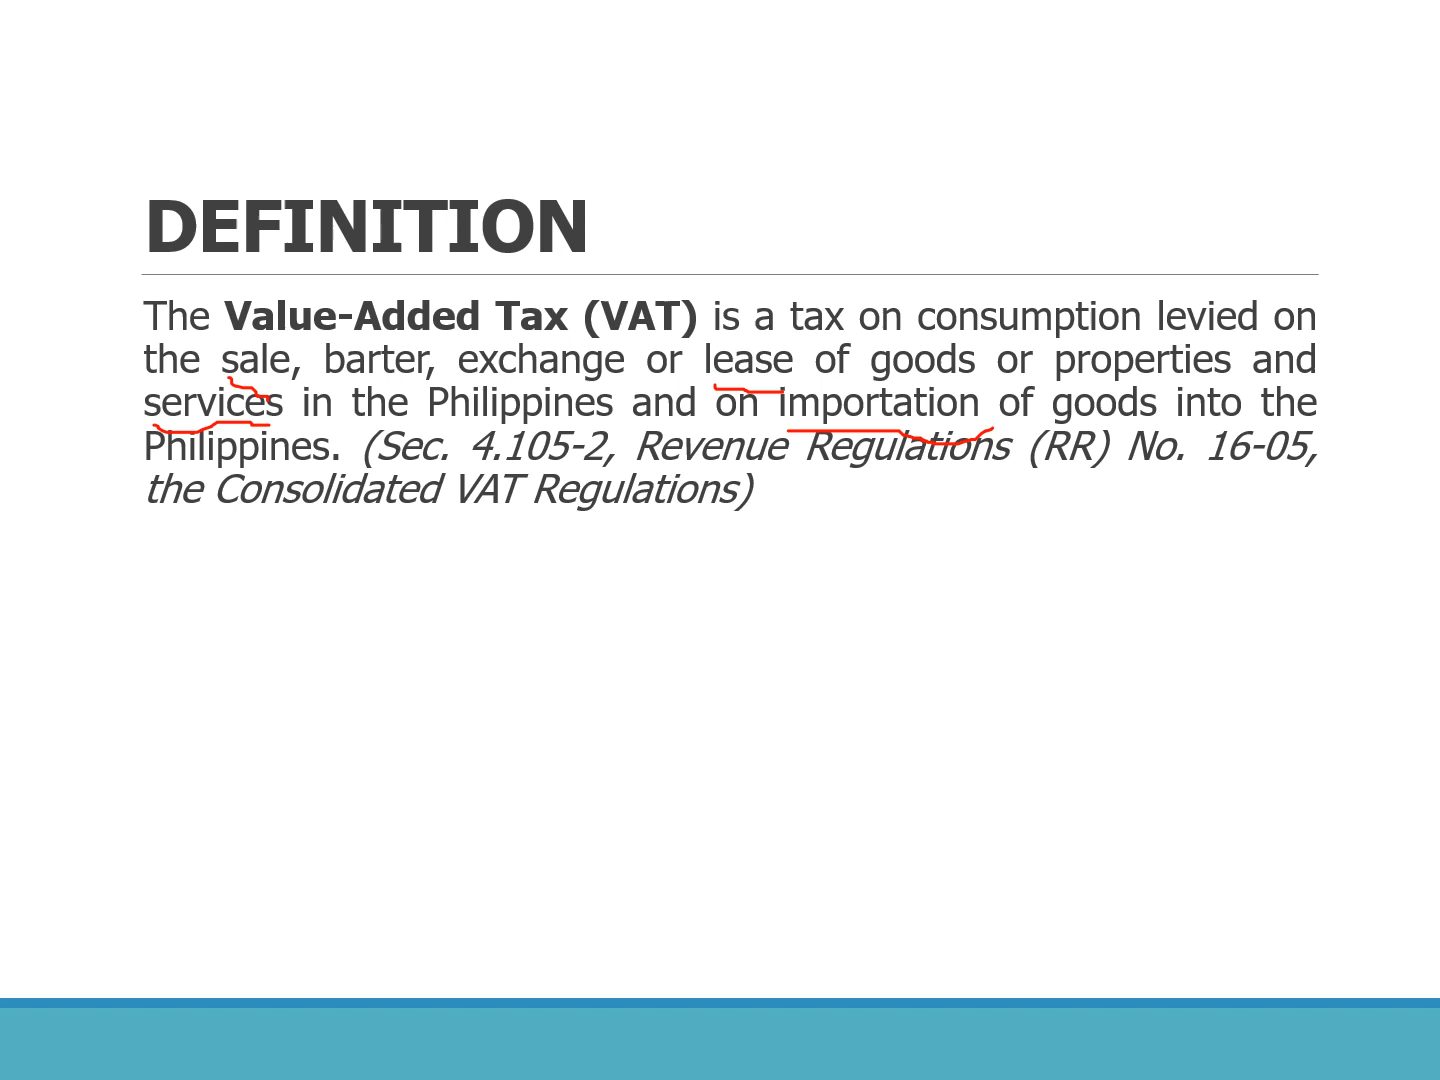 DEFINITION
The Value-Added Tax (VAT) is a tax on consumption levied on
the sale, barter, exchange or lease of goods or properties and
services in the Philippines and on importation of goods into the
Philippines. (Sec. 4.105-2, Revenue Regulations (RR) No. 16-05,
the Consolidated VAT Regulations)